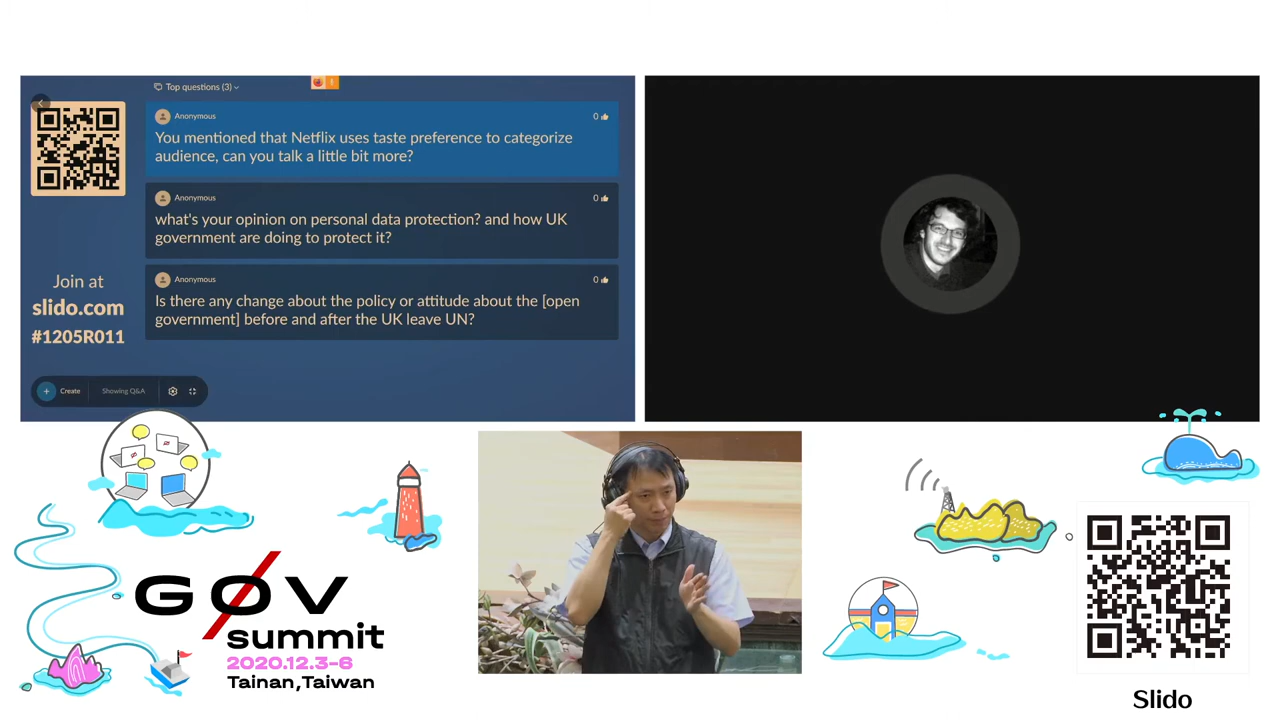 Top questions (3)
Anonymous
0
You mentioned that Netflix uses taste preference to categorize
audience, can you talk a little bit more?
Anonymous
0
what's your opinion on personal data protection? and how UK
government are doing to protect it?
Anonymous
0
Is there any change about the policy or attitude about the [open
government] before and after the UK leave UN?
Join at
slido.com
#1205R011
Create
Showing Q&A
GØV
summit
2020.12.3-6
Tainan,Taiwan
Slido